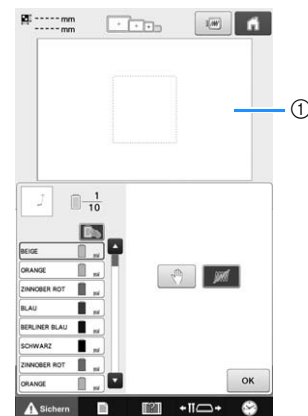 ----- mm
----- mm
①
1
10
BEIGE
ORANGE
ZINNOBER ROT
BLAU
BERLINER BLAU
SCHWARZ
ZINNOBER ROT
ORANGE
OK
Sichern